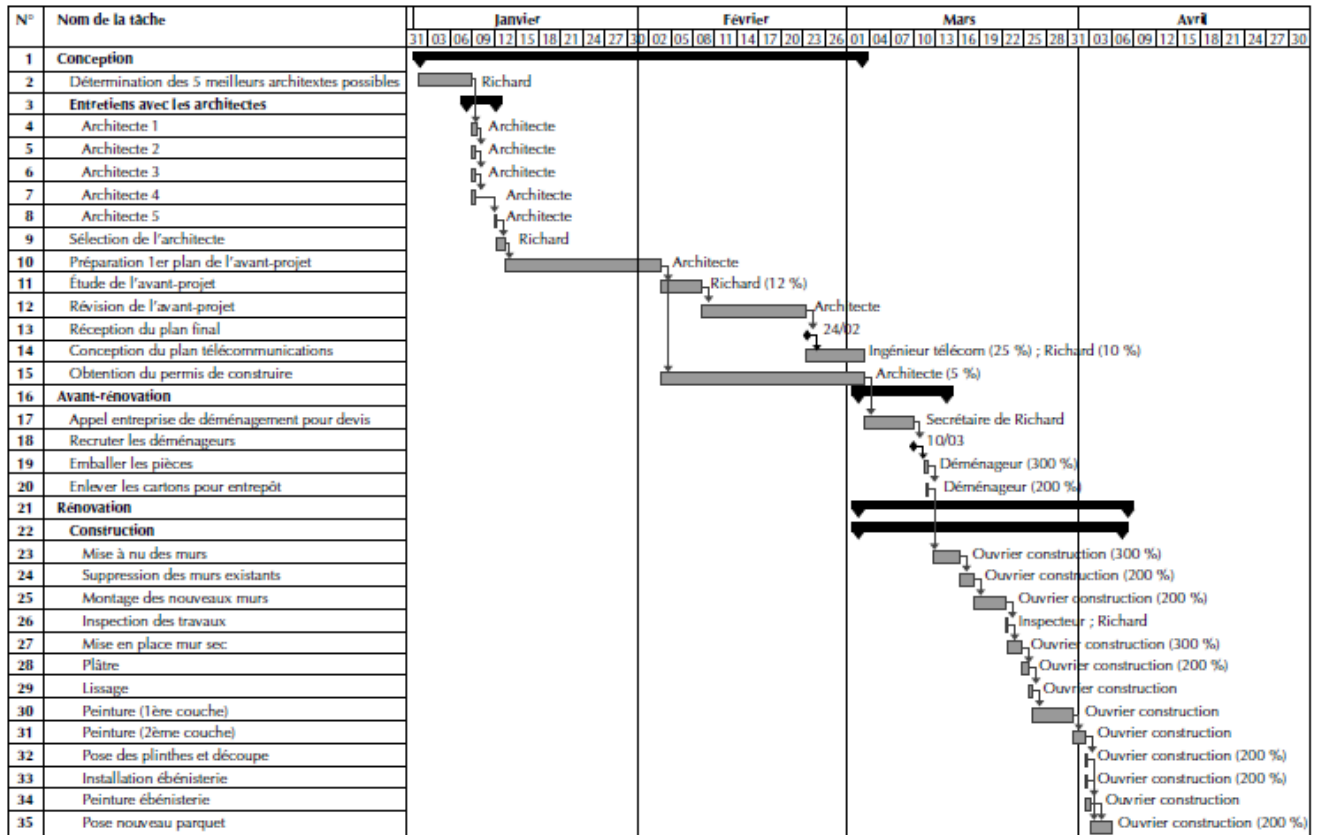 N° Nom de la tâche Janvier Février Mars Avril
31 03 06 09 12 15 18 21 24 27 30 02 05 08 11 14 17 20 23 26 01 04 07 10 13 16 19 22 25 28 31 03 06 09 12 15 18 21 24 27 30
1 Conception
2 Détermination des 5 meilleurs architextes possibles Richard
3 Entretiens avec les architectes
4 Architecte 1 Architecte
5 Architecte 2 Architecte
6 Architecte 3 Architecte
7 Architecte 4 Architecte
8 Architecte 5 Architecte
9 Sélection de l'architecte Richard
10 Préparation 1er plan de l'avant-projet Architecte
11 Étude de l'avant-projet Richard (12 %)
12 Révision de l'avant-projet Architecte
13 Réception du plan final 24/02
14 Conception du plan télécommunications Ingénieur télécom (25 %) ; Richard (10 %)
15 Obtention du permis de construire Architecte (5 %)
16 Avant-rénovation
17 Appel entreprise de déménagement pour devis Secrétaire de Richard
18 Recruter les déménageurs 10/03
19 Emballer les pièces Déménageur (300 %)
20 Enlever les cartons pour entrepôt Déménageur (200 %)
21 Rénovation
22 Construction
23 Mise à nu des murs Ouvrier construction (300 %)
24 Suppression des murs existants Ouvrier construction (200 %)
25 Montage des nouveaux murs Ouvrier construction (200 %)
26 Inspection des travaux Inspecteur ; Richard
27 Mise en place mur sec Ouvrier construction (300 %)
28 Plâtre Ouvrier construction (200 %)
29 Lissage Ouvrier construction
30 Peinture (1ère couche) Ouvrier construction
31 Peinture (2ème couche) Ouvrier construction
32 Pose des plinthes et découpe Ouvrier construction (200 %)
33 Installation ébénisterie Ouvrier construction (200 %)
34 Peinture ébénisterie Ouvrier construction
35 Pose nouveau parquet Ouvrier construction (200 %)